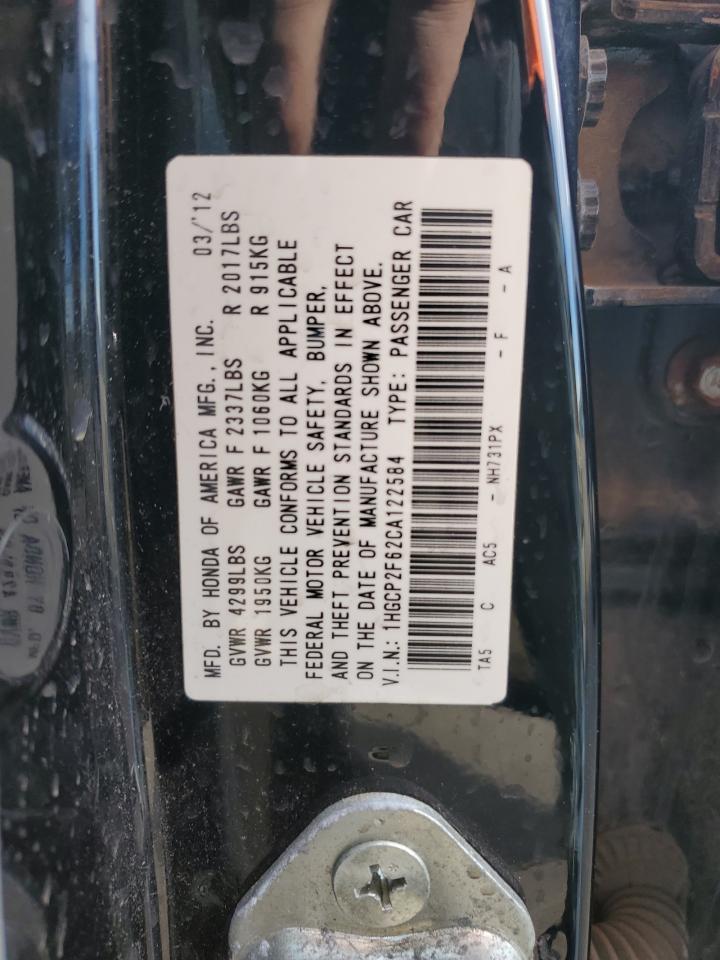 MFD. BY HONDA OF AMERICA MFG., INC. 03/'12
GVWR 4299LBS GAWR F 2337LBS R 2017LBS
GVWR 1950KG GAWR F 1060KG R 915KG
THIS VEHICLE CONFORMS TO ALL APPLICABLE
FEDERAL MOTOR VEHICLE SAFETY, BUMPER,
AND THEFT PREVENTION STANDARDS IN EFFECT
ON THE DATE OF MANUFACTURE SHOWN ABOVE.
V.I.N.: 1HGCP2F62CA122584 TYPE: PASSENGER CAR
TA5 C AC5 - NH731PX - F - A